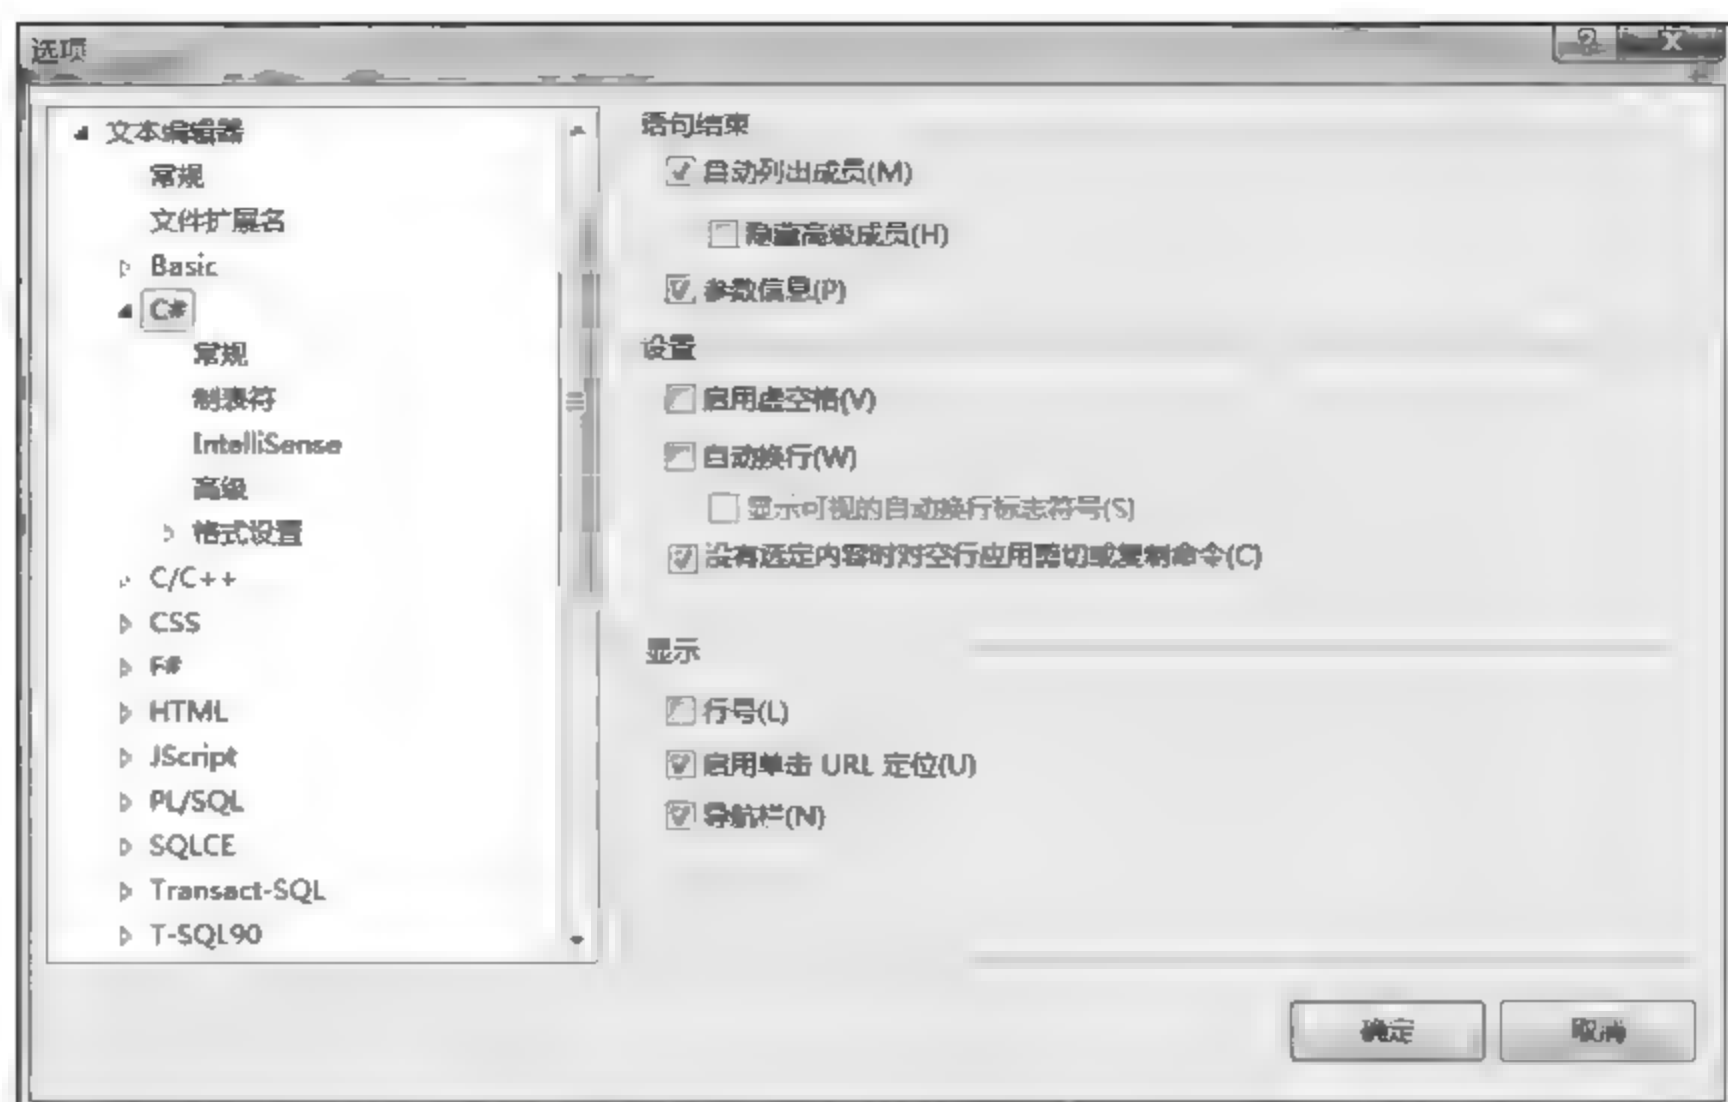 选项
文本编辑器
常规
文件扩展名
Basic
C#
常规
制表符
IntelliSense
高级
格式设置
C/C++
CSS
F#
HTML
JScript
PL/SQL
SQLCE
Transact-SQL
T-SQL90
语句结束
自动列出成员(M)
隐藏高级成员(H)
参数信息(P)
设置
启用虚空格(V)
自动换行(W)
显示可视的自动换行标志符号(S)
没有选定内容时对空行应用剪切或复制命令(C)
显示
行号(L)
启用单击 URL 定位(U)
导航栏(N)
确定
取消